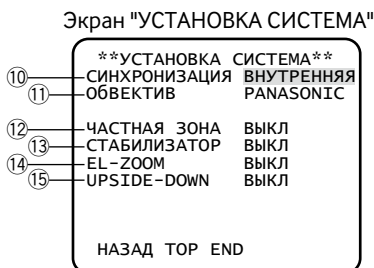 Экран "УСТАНОВКА СИСТЕМА"
**УСТАНОВКА СИСТЕМА**
⑩ СИНХРОНИЗАЦИЯ ВНУТРЕННЯЯ
⑪ ОбВЕКТИВ PANASONIC
⑫ ЧАСТНАЯ ЗОНА ВЫКЛ
⑬ СТАБИЛИЗАТОР ВЫКЛ
⑭ EL-ZOOM ВЫКЛ
⑮ UPSIDE-DOWN ВЫКЛ
НАЗАД TOP END